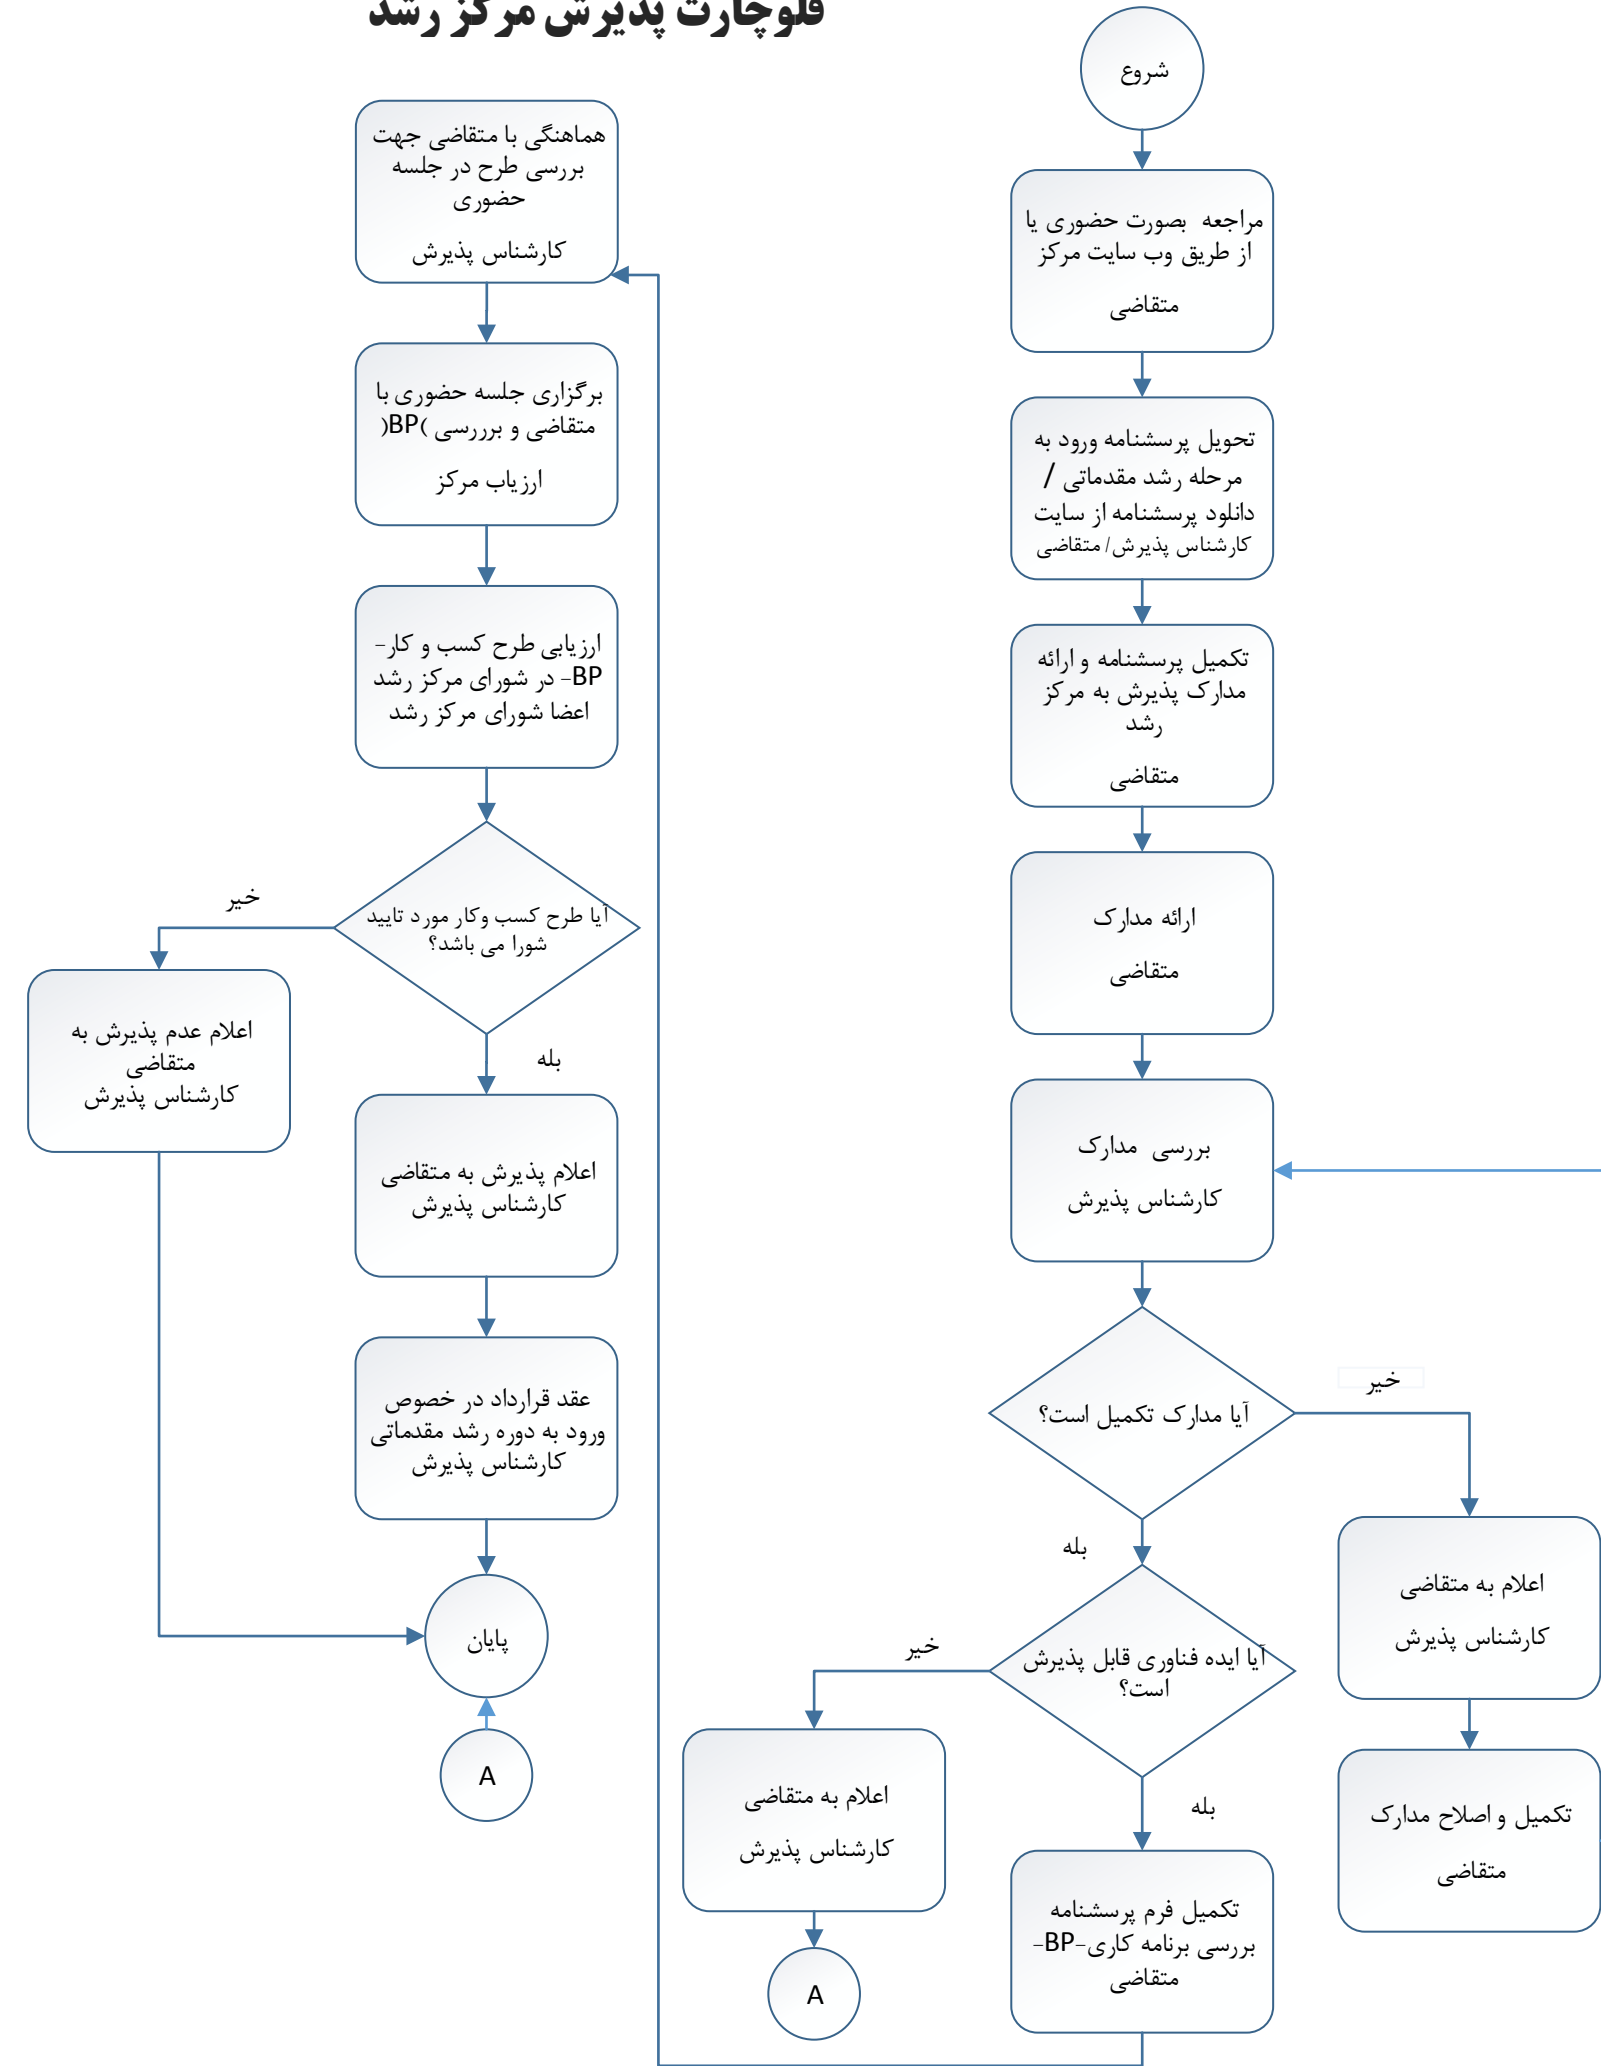 فلوچارت پذیرش مرکز رشد
شروع
مراجعه بصورت حضوری یا
از طریق وب سایت مرکز
متقاضی
تحویل پرسشنامه ورود به
مرحله رشد مقدماتی /
دانلود پرسشنامه از سایت
کارشناس پذیرش/ متقاضی
تکمیل پرسشنامه و ارائه
مدارک پذیرش به مرکز
رشد
متقاضی
ارائه مدارک
متقاضی
بررسی مدارک
کارشناس پذیرش
آیا مدارک تکمیل است؟
خیر
اعلام به متقاضی
کارشناس پذیرش
تکمیل و اصلاح مدارک
متقاضی
بله
آیا ایده فناوری قابل پذیرش
است؟
خیر
اعلام به متقاضی
کارشناس پذیرش
A
بله
تکمیل فرم پرسشنامه
بررسی برنامه کاری-BP-
متقاضی
هماهنگی با متقاضی جهت
بررسی طرح در جلسه
حضوری
کارشناس پذیرش
برگزاری جلسه حضوری با
متقاضی و برررسی )BP(
ارزیاب مرکز
ارزیابی طرح کسب و کار-
BP- در شورای مرکز رشد
اعضا شورای مرکز رشد
آیا طرح کسب وکار مورد تایید
شورا می باشد؟
خیر
اعلام عدم پذیرش به
متقاضی
کارشناس پذیرش
بله
اعلام پذیرش به متقاضی
کارشناس پذیرش
عقد قرارداد در خصوص
ورود به دوره رشد مقدماتی
کارشناس پذیرش
پایان
A